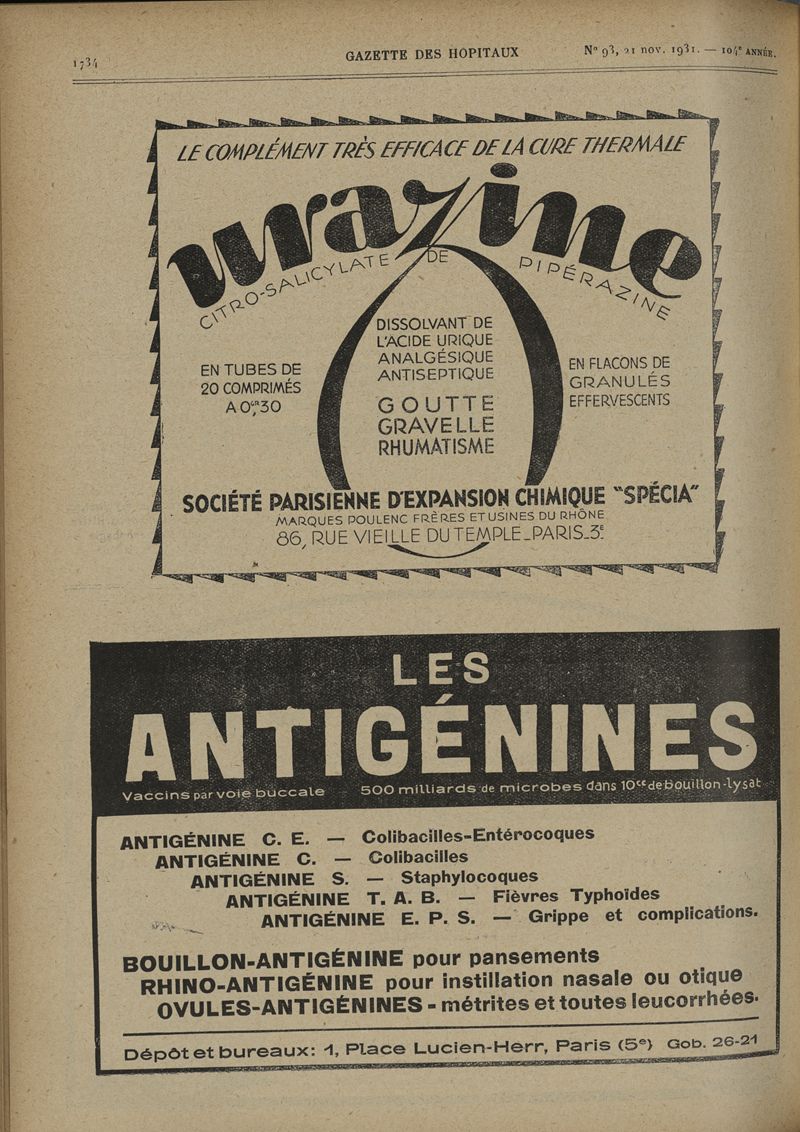 1734
GAZETTE DES HOPITAUX
N° 93, 21 nov. 1931. — 104e ANNÉE.
LE COMPLÉMENT TRÈS EFFICACE DE LA CURE THERMALE
urazine
CITRO-SALICYLATE DE PIPÉRAZINE
DISSOLVANT DE
L'ACIDE URIQUE
ANALGÉSIQUE
ANTISEPTIQUE
GOUTTE
GRAVELLE
RHUMATISME
EN TUBES DE
20 COMPRIMÉS
A 0gr,30
EN FLACONS DE
GRANULÉS
EFFERVESCENTS
SOCIÉTÉ PARISIENNE D'EXPANSION CHIMIQUE "SPÉCIA"
MARQUES POULENC FRÈRES ET USINES DU RHÔNE
86, RUE VIEILLE DU TEMPLE_PARIS_3e
LES
ANTIGÉNINES
Vaccins par voie buccale — 500 milliards de microbes dans 10cc de bouillon-lysat
ANTIGÉNINE C. E. — Colibacilles-Entérocoques
ANTIGÉNINE C. — Colibacilles
ANTIGÉNINE S. — Staphylocoques
ANTIGÉNINE T. A. B. — Fièvres Typhoïdes
ANTIGÉNINE E. P. S. — Grippe et complications.
BOUILLON-ANTIGÉNINE pour pansements
RHINO-ANTIGÉNINE pour instillation nasale ou otique
OVULES-ANTIGÉNINES - métrites et toutes leucorrhées.
Dépôt et bureaux: 1, Place Lucien-Herr, Paris (5e) Gob. 26-21